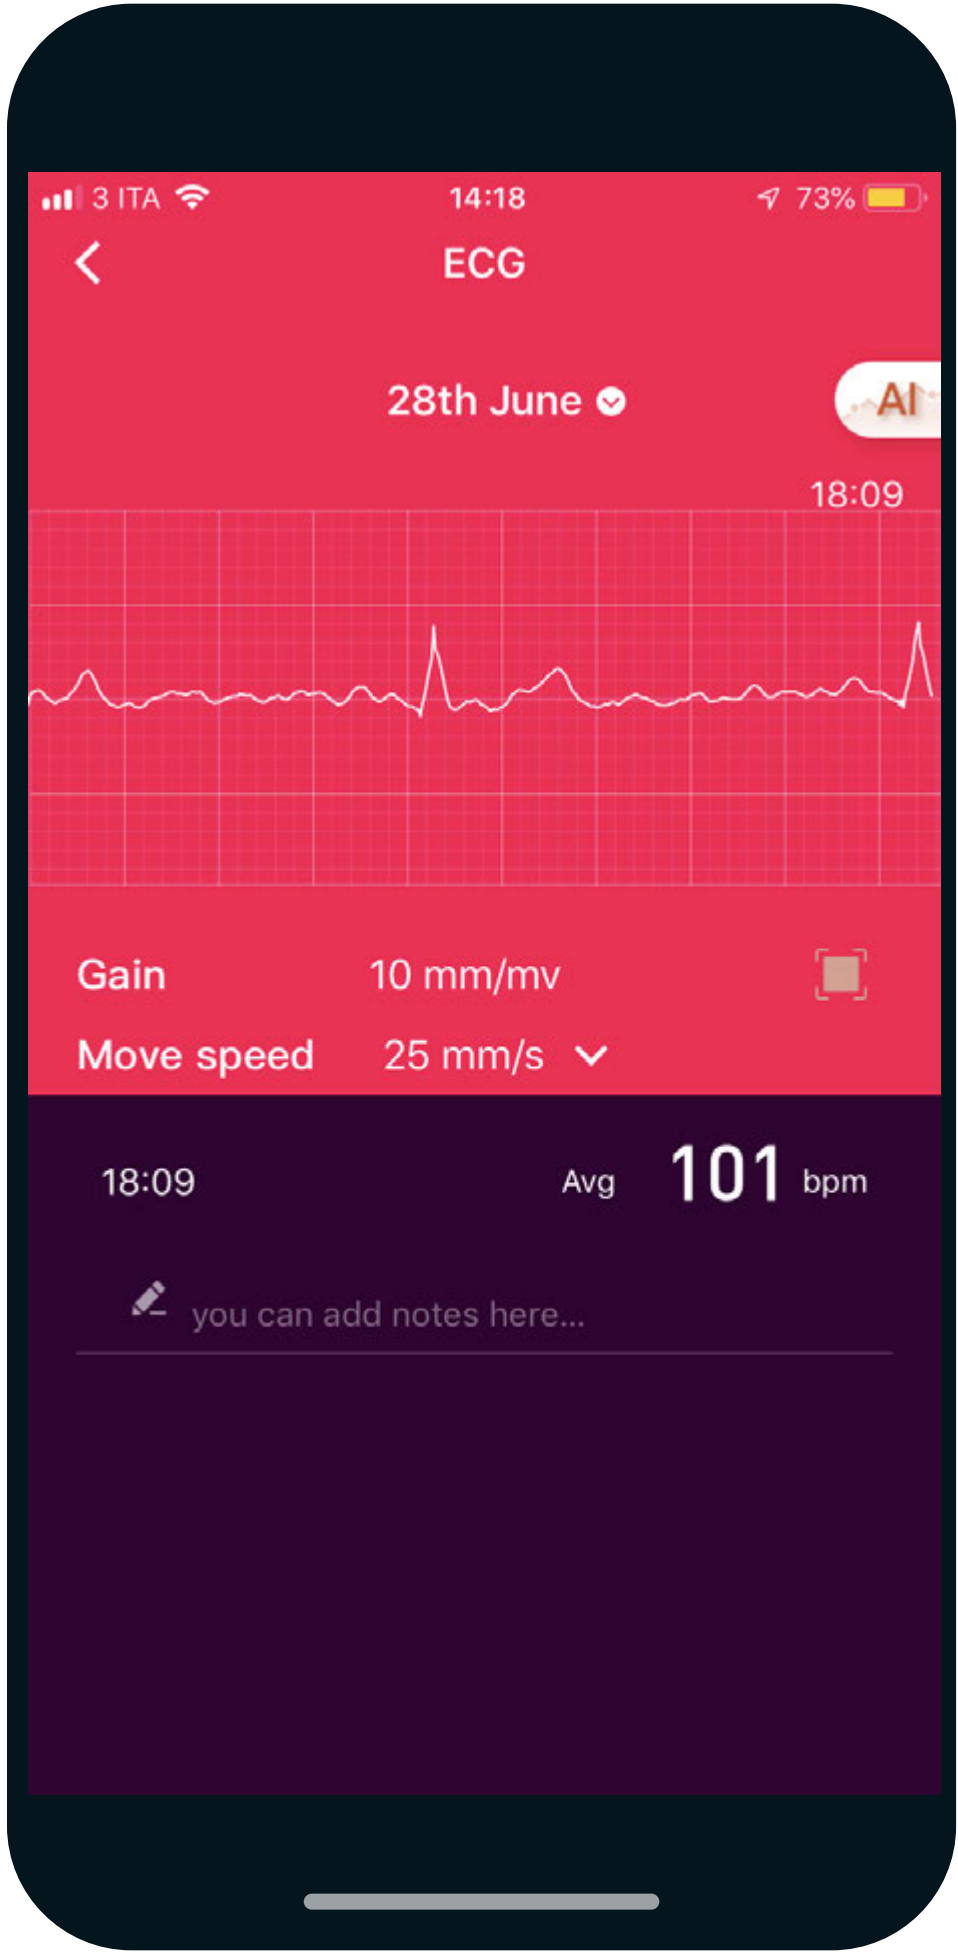 3 ITA 14:18 73%
ECG
28th June AI
18:09
Gain 10 mm/mv
Move speed 25 mm/s
18:09 Avg 101 bpm
you can add notes here...